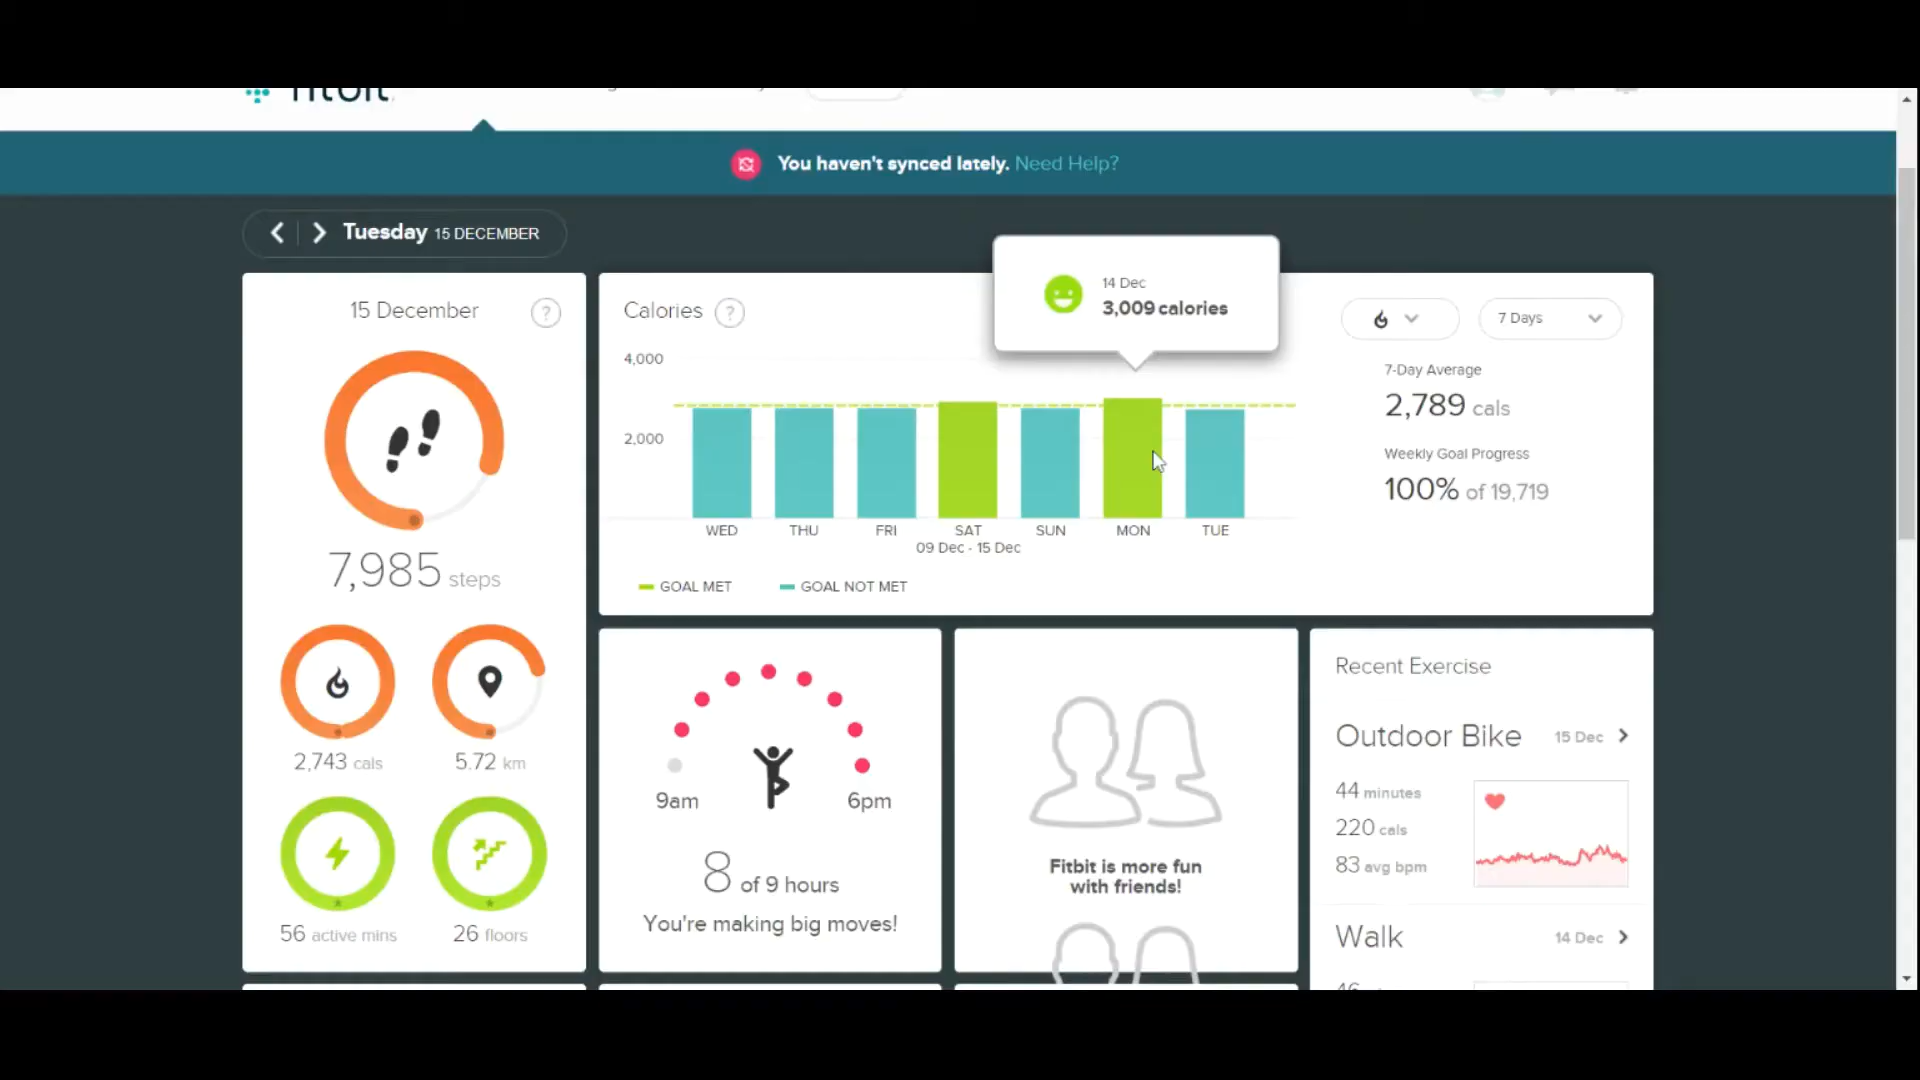 fitbit
You haven't synced lately. Need Help?
Tuesday 15 DECEMBER
15 December
?
7,985 steps
2,743 cals
5.72 km
56 active mins
26 floors
Calories ?
14 Dec
3,009 calories
7 Days
4,000
2,000
WED THU FRI SAT SUN MON TUE
09 Dec - 15 Dec
GOAL MET GOAL NOT MET
7-Day Average
2,789 cals
Weekly Goal Progress
100% of 19,719
9am 6pm
8 of 9 hours
You're making big moves!
Fitbit is more fun
with friends!
Recent Exercise
Outdoor Bike 15 Dec
44 minutes
220 cals
83 avg bpm
Walk 14 Dec